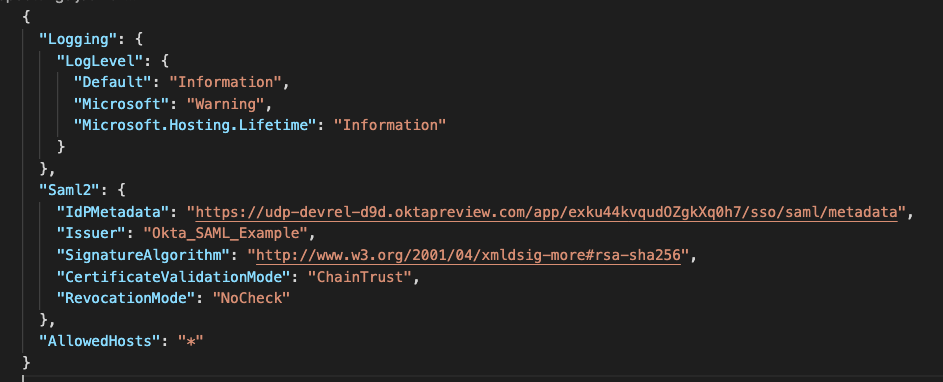 {
"Logging": {
"LogLevel": {
"Default": "Information",
"Microsoft": "Warning",
"Microsoft.Hosting.Lifetime": "Information"
}
},
"Saml2": {
"IdPMetadata": "https://udp-devrel-d9d.oktapreview.com/app/exku44kvqudOZgkXq0h7/sso/saml/metadata",
"Issuer": "Okta_SAML_Example",
"SignatureAlgorithm": "http://www.w3.org/2001/04/xmldsig-more#rsa-sha256",
"CertificateValidationMode": "ChainTrust",
"RevocationMode": "NoCheck"
},
"AllowedHosts": "*"
}